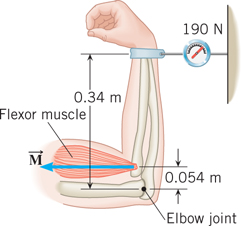 190 N
0.34 m
Flexor muscle
M
0.054 m
Elbow joint